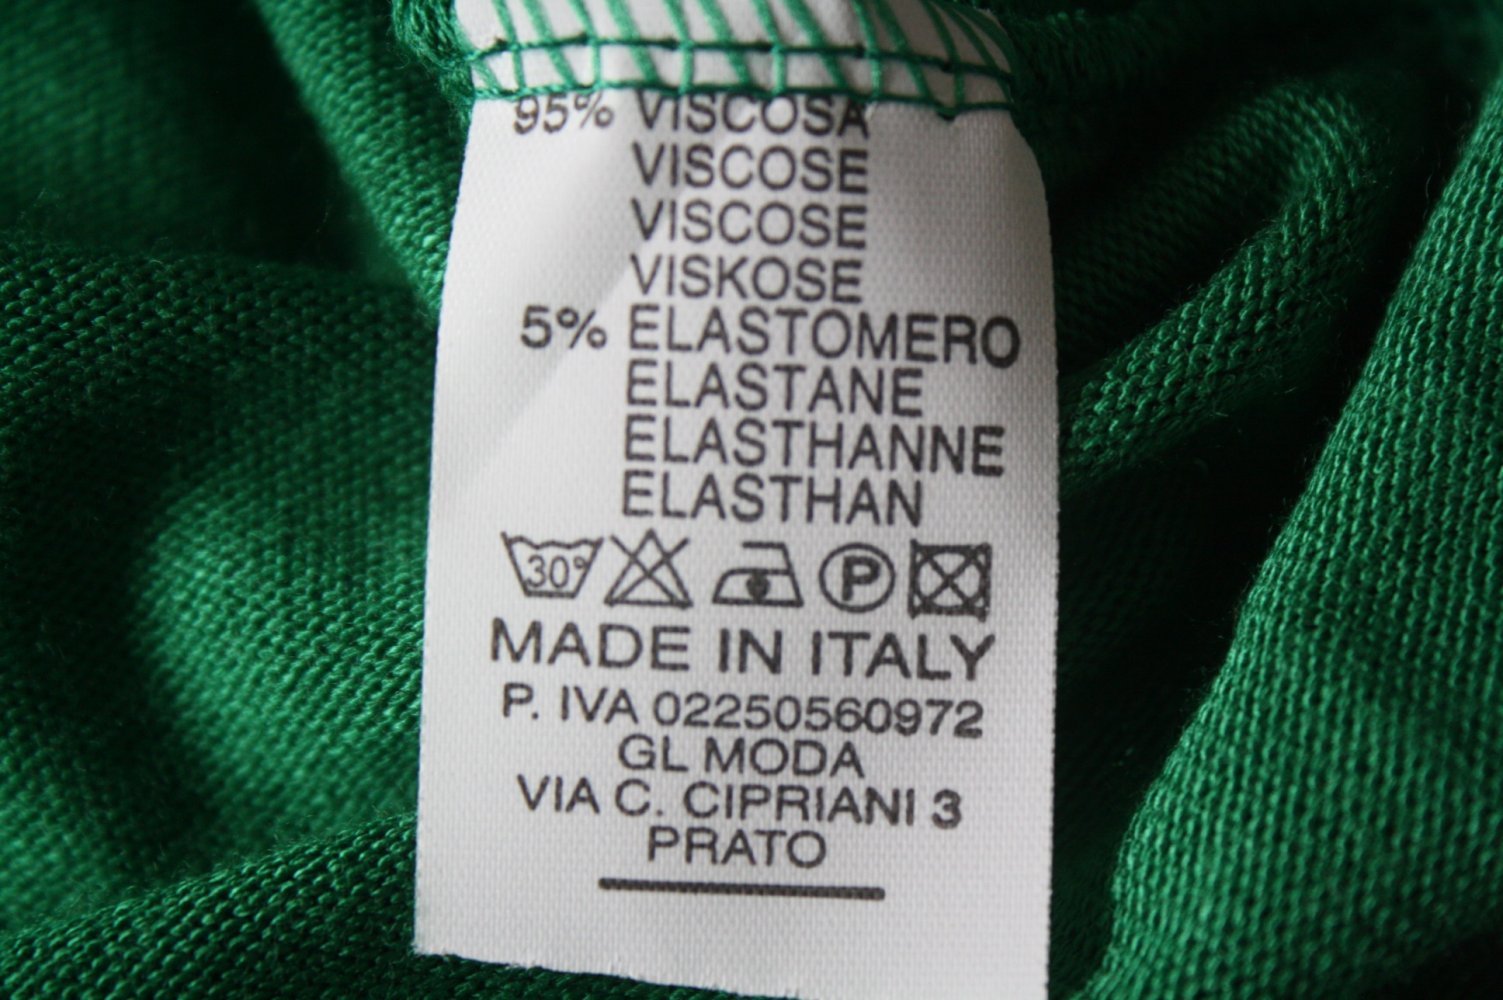 95% VISCOSA
VISCOSE
VISCOSE
VISKOSE
5% ELASTOMERO
ELASTANE
ELASTHANNE
ELASTHAN
30° P
MADE IN ITALY
P. IVA 02250560972
GL MODA
VIA C. CIPRIANI 3
PRATO